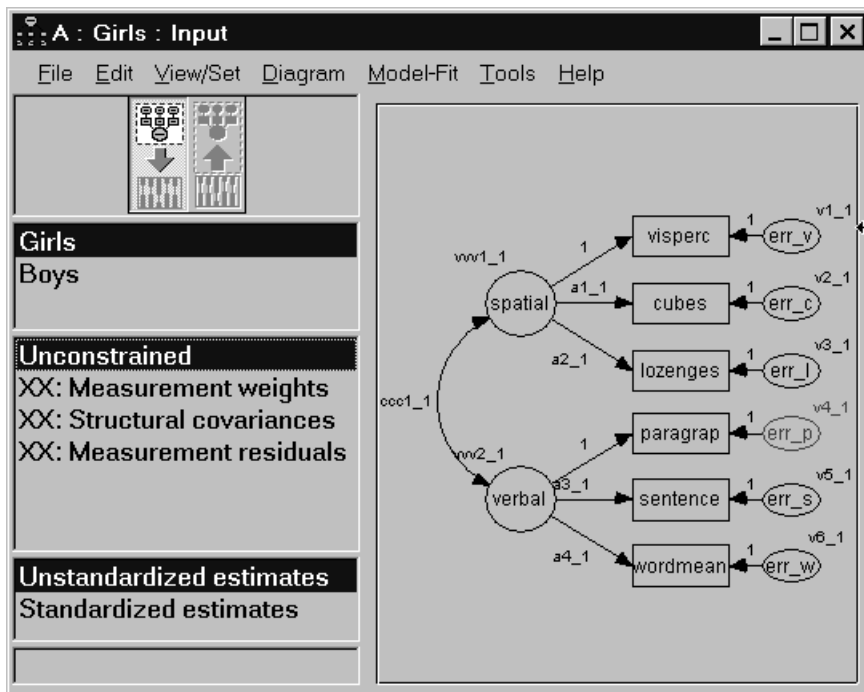 A : Girls : Input
File Edit View/Set Diagram Model-Fit Tools Help
Girls
Boys
Unconstrained
XX: Measurement weights
XX: Structural covariances
XX: Measurement residuals
Unstandardized estimates
Standardized estimates
v1_1
vvv1_1 1 visperc 1 err_v
v2_1
spatial a1_1 cubes 1 err_c
v3_1
a2_1 lozenges 1 err_l
ccc1_1
v4_1
vvv2_1 1 paragrap 1 err_p
v5_1
verbal a3_1 sentence 1 err_s
v6_1
a4_1 wordmean 1 err_w